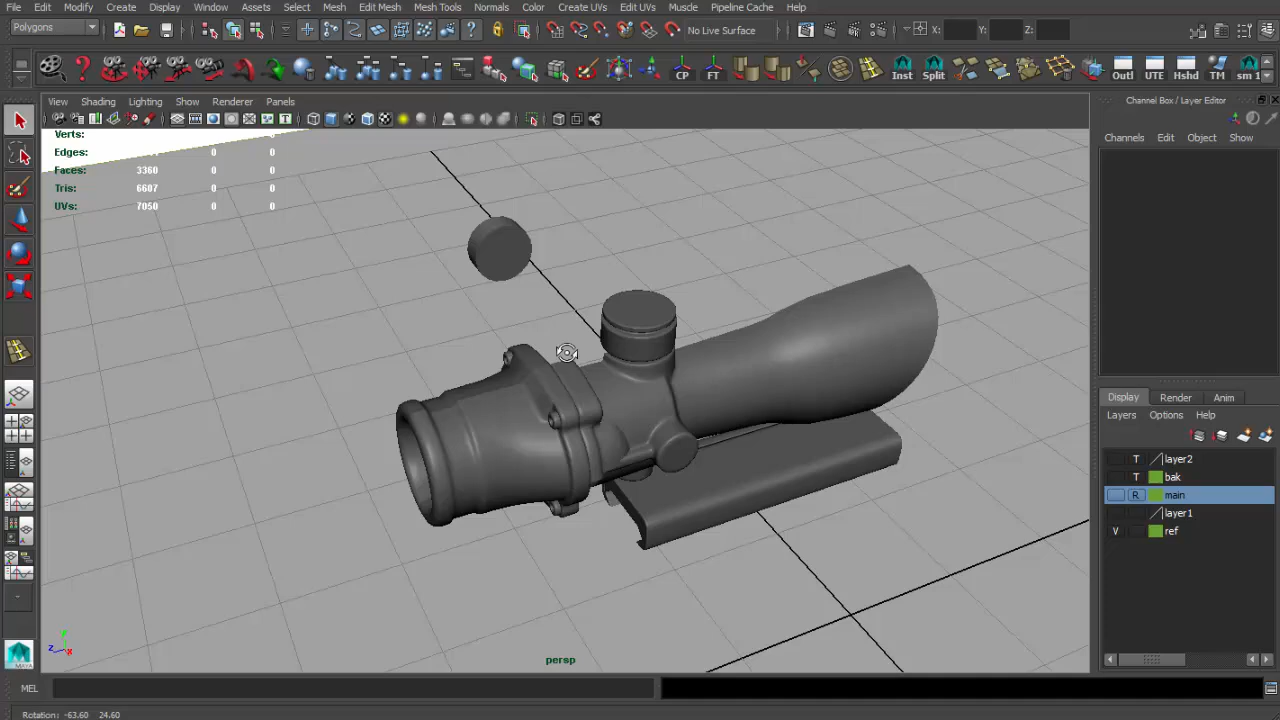 File Edit Modify Create Display Window Assets Select Mesh Edit Mesh Mesh Tools Normals Color Create UVs Edit UVs Muscle Pipeline Cache Help
Polygons No Live Surface X: Y: Z:
CP FT Inst Split Outl UTE Hshd TM sm 1
View Shading Lighting Show Renderer Panels
Channel Box / Layer Editor
Channels Edit Object Show
Verts:
Edges: 0 0
Faces: 3360 0 0
Tris: 6607 0 0
UVs: 7050 0 0
Display Render Anim
Layers Options Help
T layer2
T bak
R main
layer1
V ref
persp
MEL
Rotation: -63.60 24.60